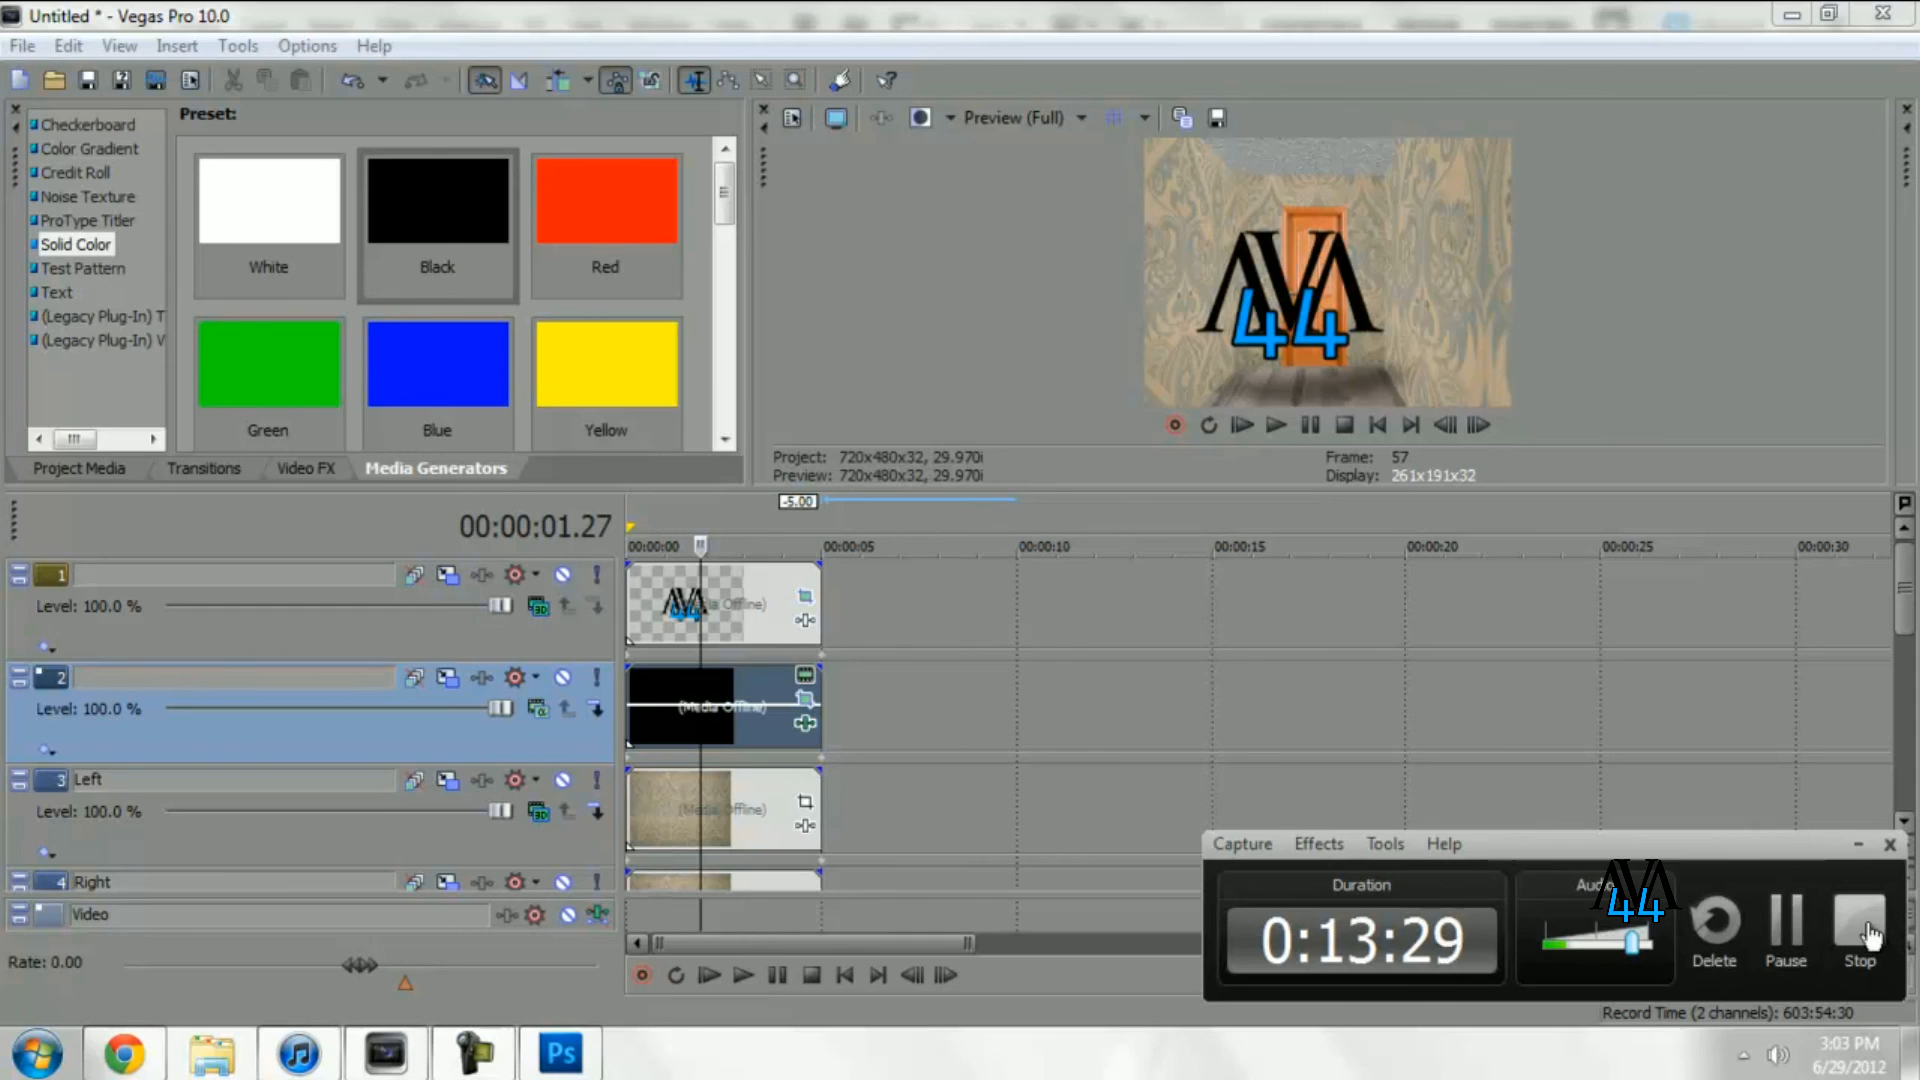 Untitled * - Vegas Pro 10.0
File Edit View Insert Tools Options Help
Checkerboard
Color Gradient
Credit Roll
Noise Texture
ProType Titler
Solid Color
Test Pattern
Text
(Legacy Plug-In) T
(Legacy Plug-In) V
Preset:
White Black Red
Green Blue Yellow
Project Media Transitions Video FX Media Generators
Preview (Full)
44
Project: 720x480x32, 29.970i
Preview: 720x480x32, 29.970i
Frame: 57
Display: 261x191x32
-5.00
00:00:01.27
00:00:00 00:00:05 00:00:10 00:00:15 00:00:20 00:00:25 00:00:30
1
Level: 100.0 %
3D
(Media Offline)
2
Level: 100.0 %
(Media Offline)
3 Left
Level: 100.0 %
3D
(Media Offline)
4 Right
Video
Rate: 0.00
Capture Effects Tools Help
Duration
0:13:29
Audio
44
Delete Pause Stop
Record Time (2 channels): 603:54:30
Ps
3:03 PM
6/29/2012